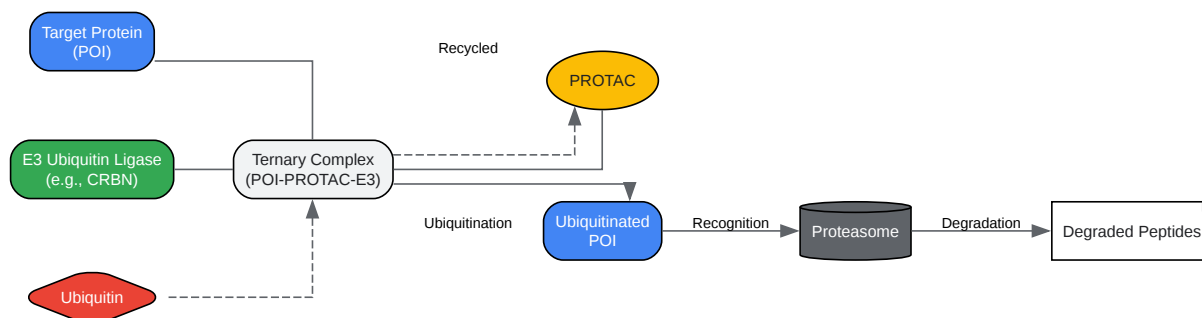 Target Protein
(POI)
Recycled
PROTAC
E3 Ubiquitin Ligase
(e.g., CRBN)
Ternary Complex
(POI-PROTAC-E3)
Ubiquitination
Ubiquitinated
POI
Recognition
Proteasome
Degradation
Degraded Peptides
Ubiquitin